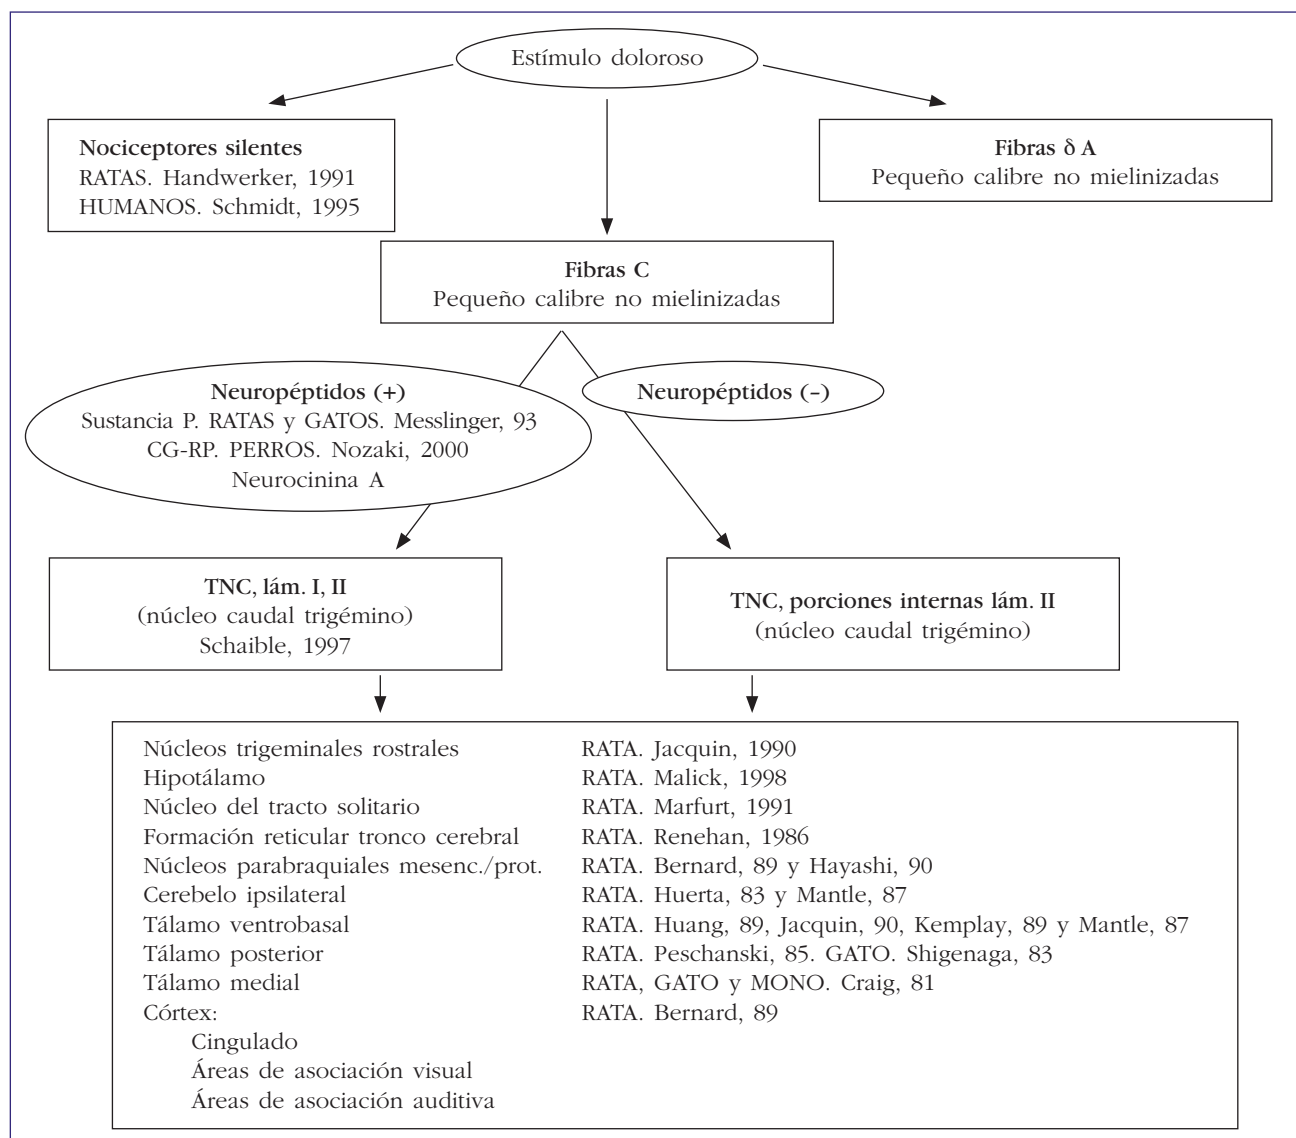 Estímulo doloroso
Nociceptores silentes
RATAS. Handwerker, 1991
HUMANOS. Schmidt, 1995
Fibras δ A
Pequeño calibre no mielinizadas
Fibras C
Pequeño calibre no mielinizadas
Neuropéptidos (+)
Sustancia P. RATAS y GATOS. Messlinger, 93
CG-RP. PERROS. Nozaki, 2000
Neurocinina A
Neuropéptidos (–)
TNC, lám. I, II
(núcleo caudal trigémino)
Schaible, 1997
TNC, porciones internas lám. II
(núcleo caudal trigémino)
Núcleos trigeminales rostrales RATA. Jacquin, 1990
Hipotálamo RATA. Malick, 1998
Núcleo del tracto solitario RATA. Marfurt, 1991
Formación reticular tronco cerebral RATA. Renehan, 1986
Núcleos parabraquiales mesenc./prot. RATA. Bernard, 89 y Hayashi, 90
Cerebelo ipsilateral RATA. Huerta, 83 y Mantle, 87
Tálamo ventrobasal RATA. Huang, 89, Jacquin, 90, Kemplay, 89 y Mantle, 87
Tálamo posterior RATA. Peschanski, 85. GATO. Shigenaga, 83
Tálamo medial RATA, GATO y MONO. Craig, 81
Córtex: RATA. Bernard, 89
Cingulado
Áreas de asociación visual
Áreas de asociación auditiva